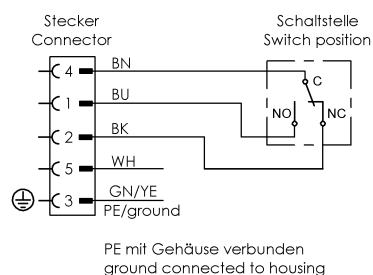 Stecker
Connector
Schaltstelle
Switch position
4 BN
1 BU
2 BK
5 WH
3 GN/YE
PE/ground
C
NO NC
PE mit Gehäuse verbunden
ground connected to housing